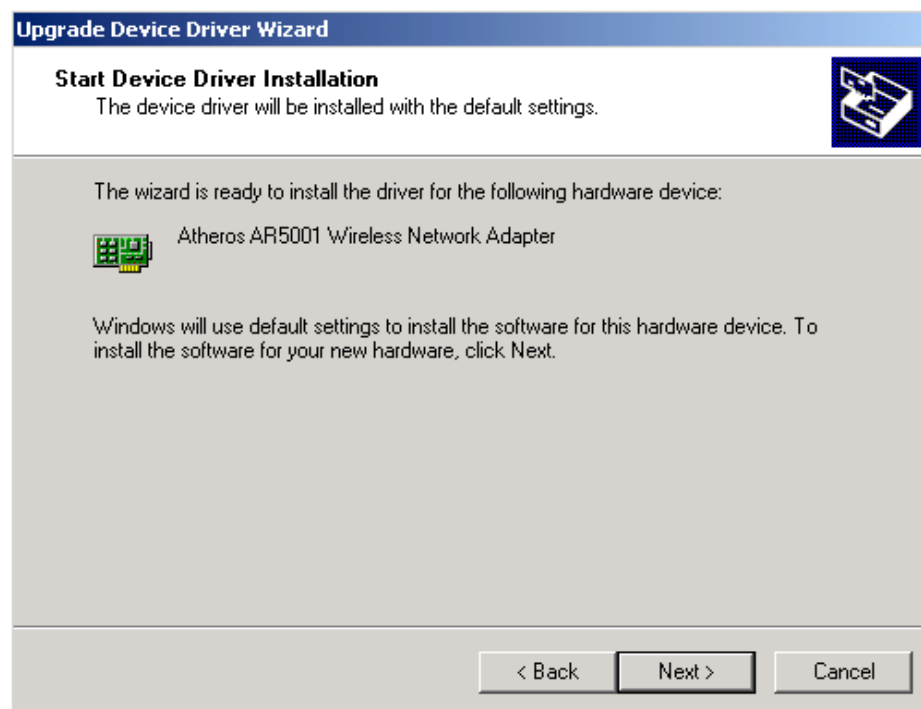 Upgrade Device Driver Wizard
Start Device Driver Installation
The device driver will be installed with the default settings.
The wizard is ready to install the driver for the following hardware device:
Atheros AR5001 Wireless Network Adapter
Windows will use default settings to install the software for this hardware device. To
install the software for your new hardware, click Next.
< Back
Next >
Cancel